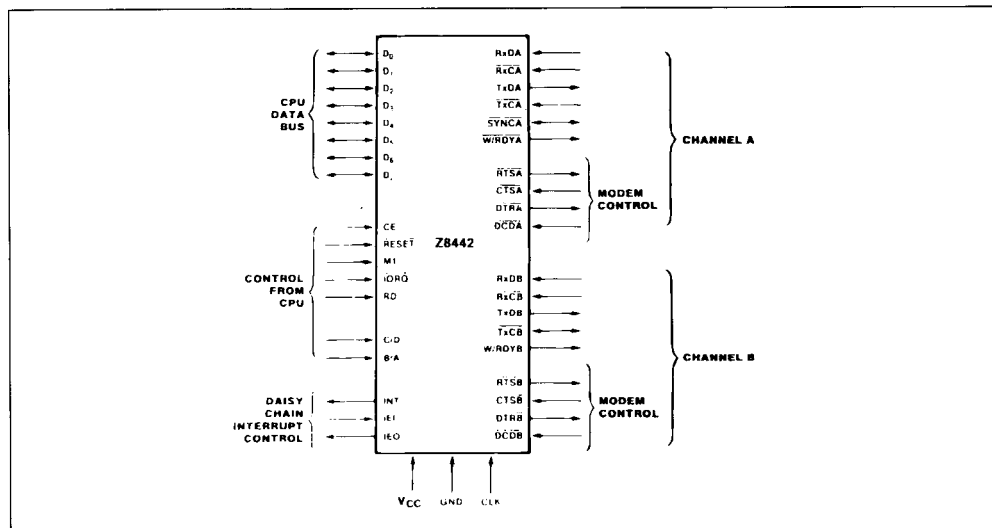 CPU
DATA
BUS
D0
D1
D2
D3
D4
D5
D6
D7
CONTROL
FROM
CPU
CE
RESET
M1
IORQ
RD
C/D
B/A
DAISY
CHAIN
INTERRUPT
CONTROL
INT
IEI
IEO
Z8442
RxDA
RxCA
TxDA
TxCA
SYNCA
W/RDYA
RTSA
CTSA
DTRA
DCDA
MODEM
CONTROL
CHANNEL A
RxDB
RxCB
TxDB
TxCB
W/RDYB
RTSB
CTSB
DTRB
DCDB
MODEM
CONTROL
CHANNEL B
VCC
GND
CLK